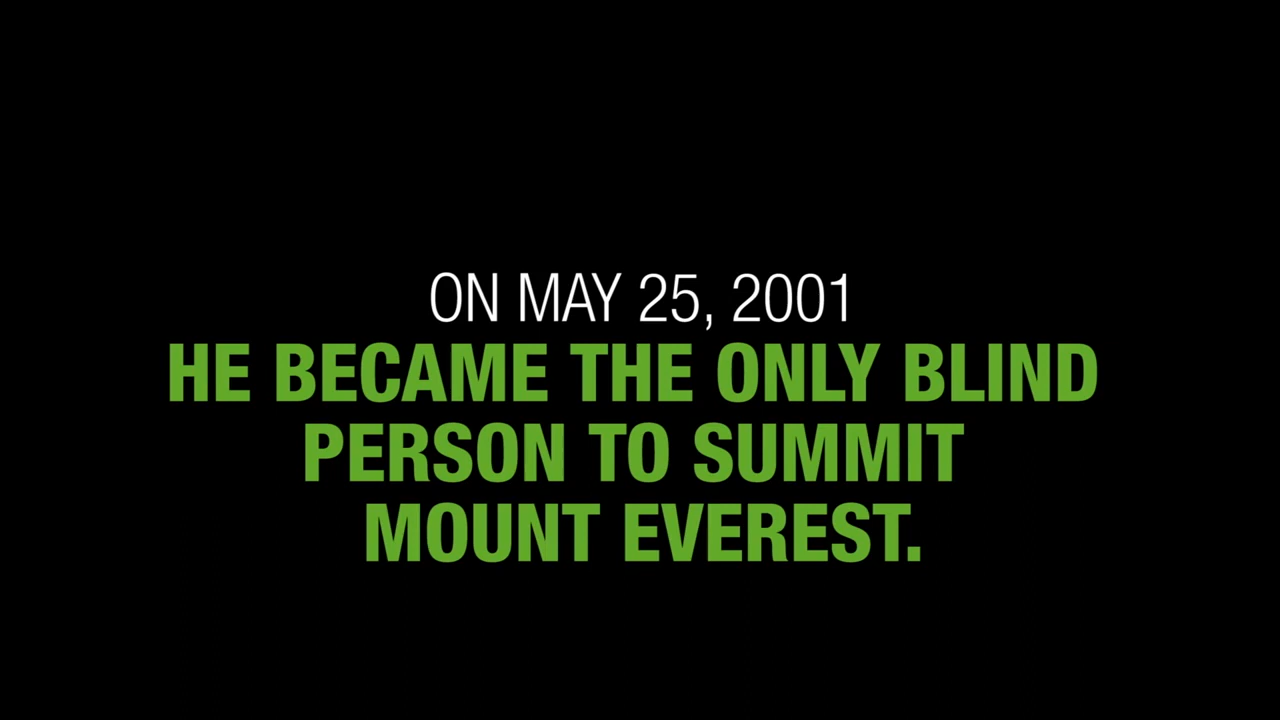 ON MAY 25, 2001
HE BECAME THE ONLY BLIND
PERSON TO SUMMIT
MOUNT EVEREST.